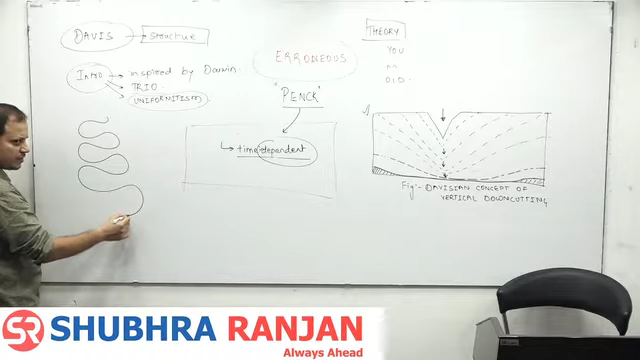 DAVIS → Structure
INTRO → inspired by Darwin.
→ TRIO.
→ UNIFORMITISM
ERRONEOUS
'PENCK'
time-dependent
THEORY
YOU
OLD
Fig:- DAVISIAN CONCEPT OF
VERTICAL DOWNCUTTING
SR SHUBHRA RANJAN
Always Ahead